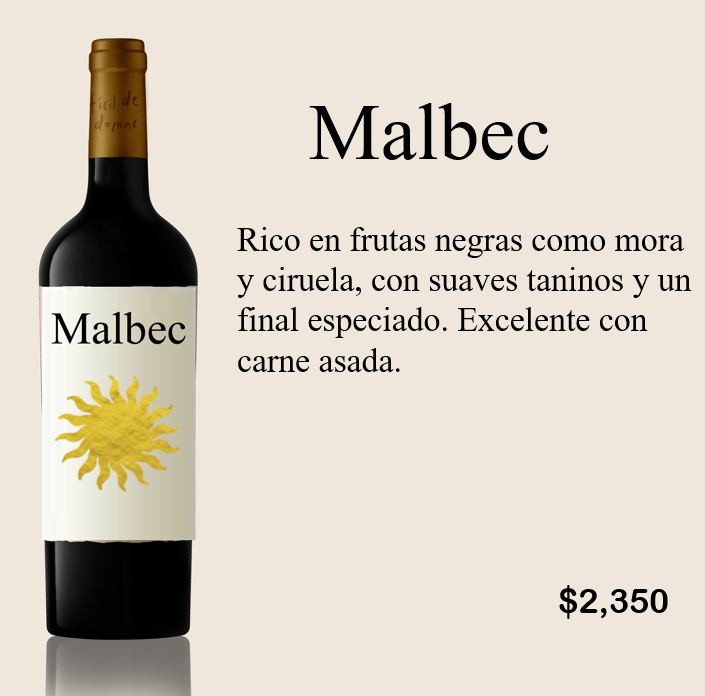 fácil de
domar
Malbec
Rico en frutas negras como mora
y ciruela, con suaves taninos y un
final especiado. Excelente con
carne asada.
Malbec
$2,350